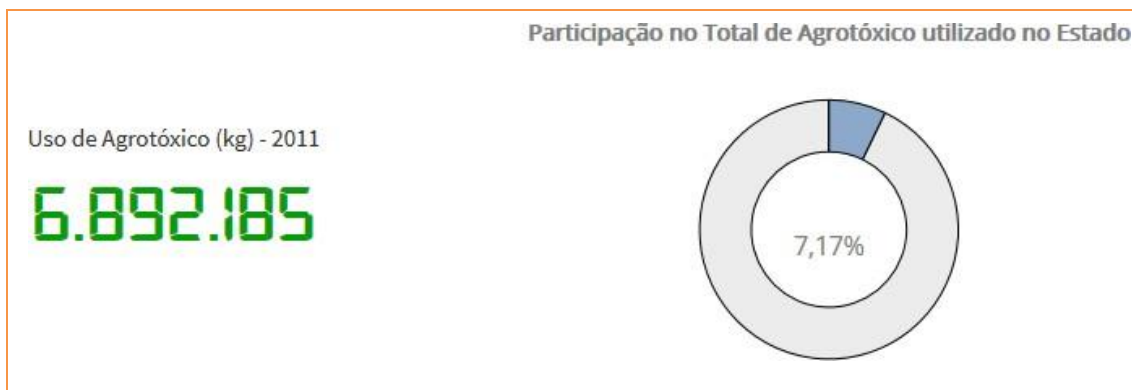 Participação no Total de Agrotóxico utilizado no Estado
Uso de Agrotóxico (kg) - 2011
6.892.185
7,17%